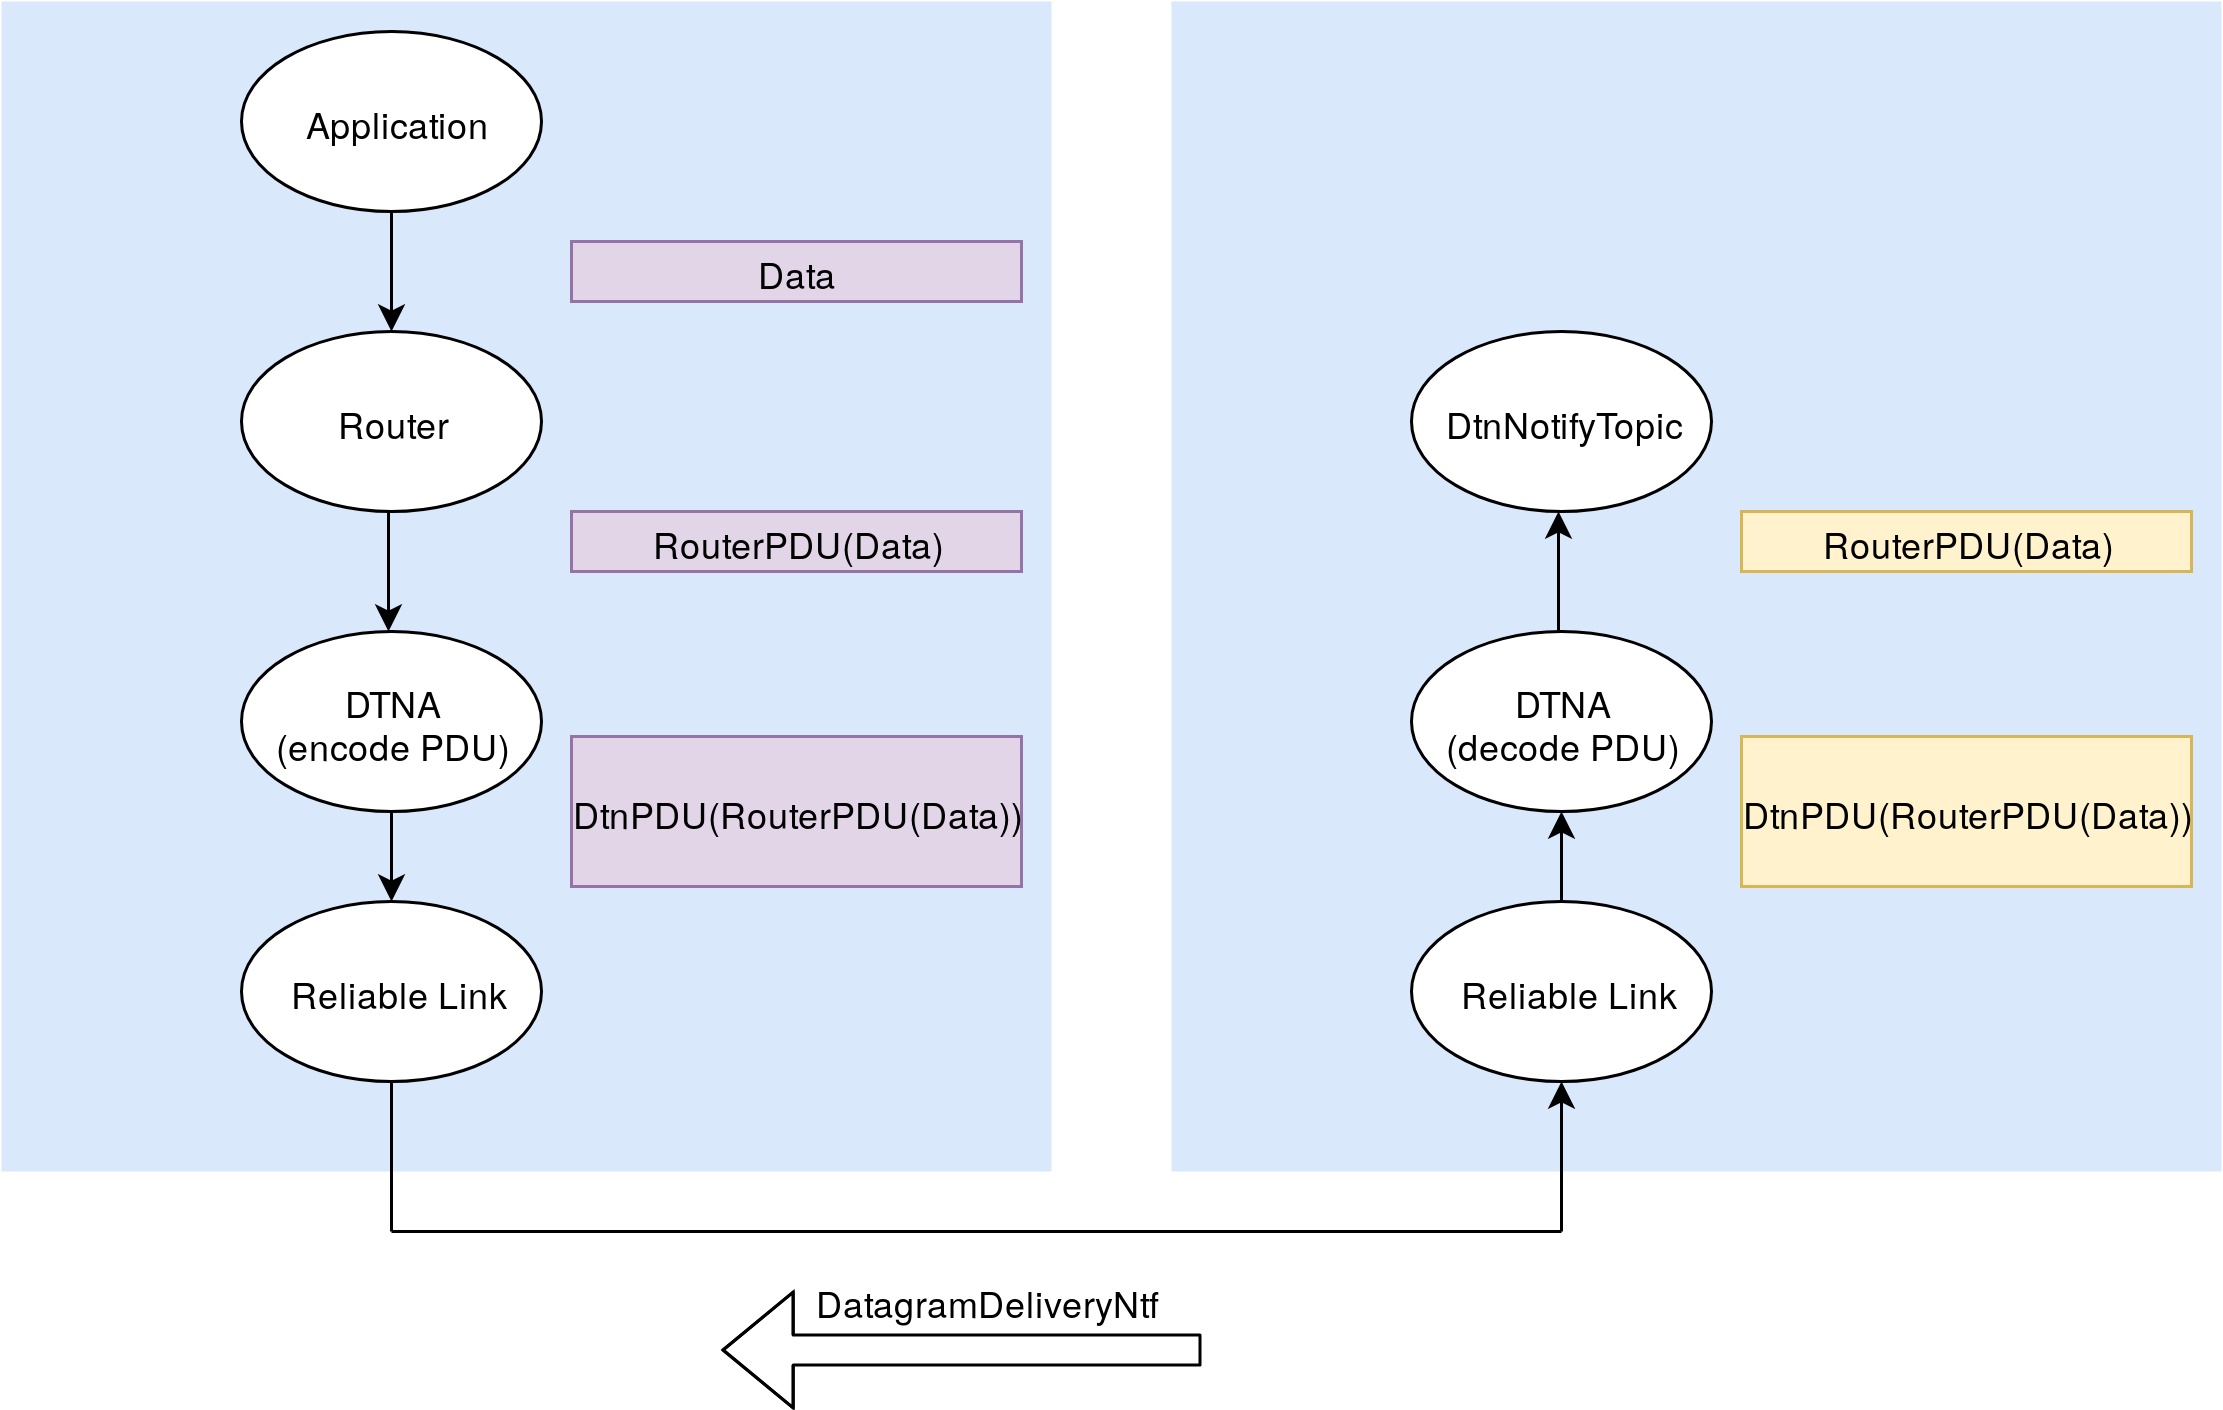 Application
Data
Router
RouterPDU(Data)
DTNA
(encode PDU)
DtnPDU(RouterPDU(Data))
Reliable Link
DtnNotifyTopic
RouterPDU(Data)
DTNA
(decode PDU)
DtnPDU(RouterPDU(Data))
Reliable Link
DatagramDeliveryNtf